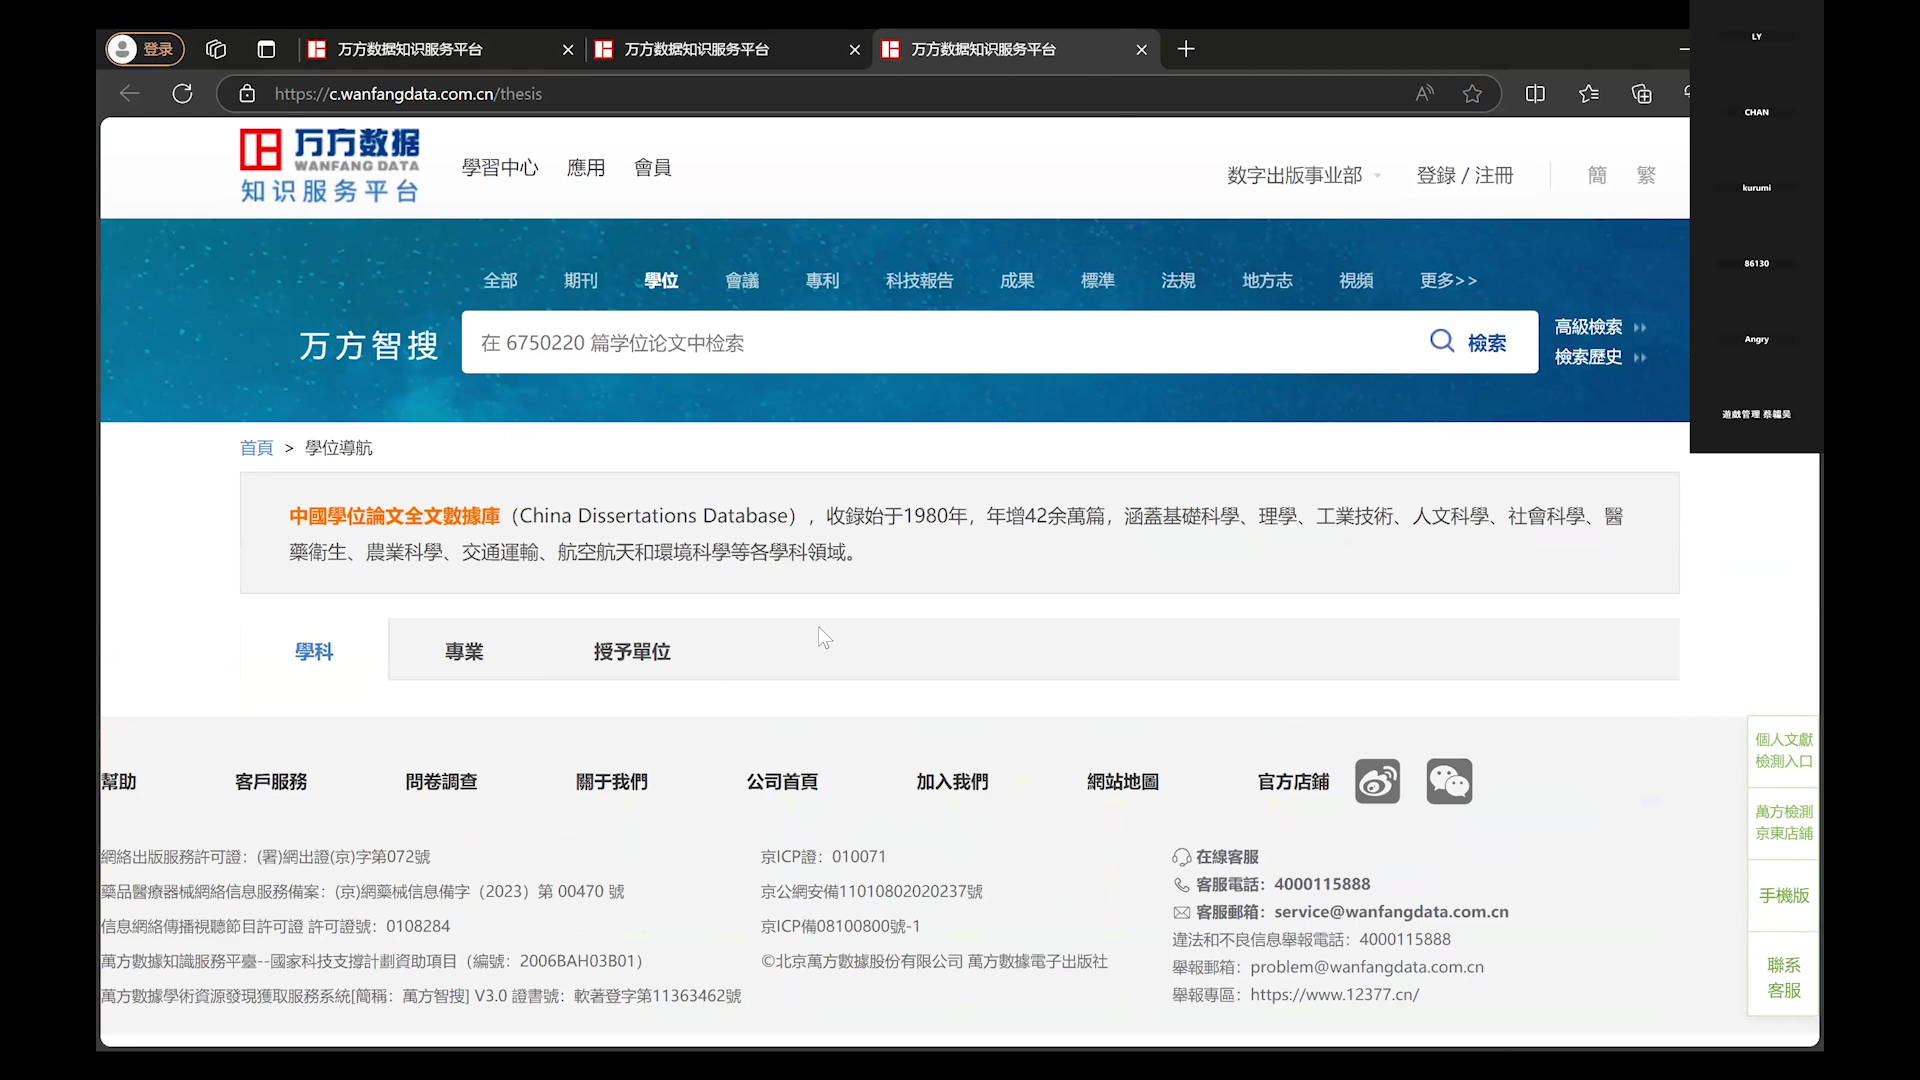 登录
万方数据知识服务平台
万方数据知识服务平台
万方数据知识服务平台
https://c.wanfangdata.com.cn/thesis
LY
CHAN
kurumi
86130
Angry
万方数据
WANFANG DATA
知识服务平台
學習中心 應用 會員
数字出版事业部 登錄 / 注冊 簡 繁
全部 期刊 學位 會議 專利 科技報告 成果 標準 法規 地方志 視頻 更多>>
万方智搜
在 6750220 篇学位论文中检索
檢索
高級檢索
檢索歷史
首頁 > 學位導航
中國學位論文全文數據庫（China Dissertations Database），收錄始于1980年，年增42余萬篇，涵蓋基礎科學、理學、工業技術、人文科學、社會科學、醫
藥衛生、農業科學、交通運輸、航空航天和環境科學等各學科領域。
學科 專業 授予單位
幫助 客戶服務 問卷調查 關于我們 公司首頁 加入我們 網站地圖 官方店鋪
網絡出版服務許可證：(署)網出證(京)字第072號
藥品醫療器械網絡信息服務備案：(京)網藥械信息備字（2023）第 00470 號
信息網絡傳播視聽節目許可證 許可證號：0108284
萬方數據知識服務平臺--國家科技支撐計劃資助項目（編號：2006BAH03B01）
萬方數據學術資源發現獲取服務系統[簡稱：萬方智搜] V3.0 證書號：軟著登字第11363462號
京ICP證：010071
京公網安備11010802020237號
京ICP備08100800號-1
©北京萬方數據股份有限公司 萬方數據電子出版社
在線客服
客服電話：4000115888
客服郵箱：service@wanfangdata.com.cn
違法和不良信息舉報電話：4000115888
舉報郵箱：problem@wanfangdata.com.cn
舉報專區：https://www.12377.cn/
個人文獻
檢測入口
萬方檢測
京東店鋪
手機版
聯系
客服